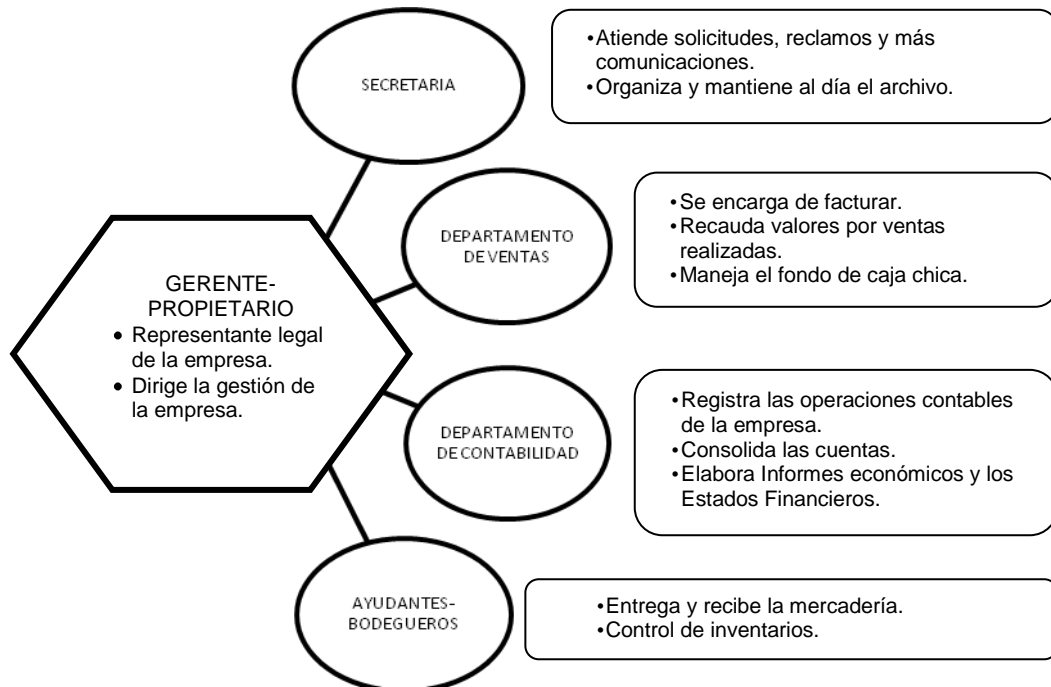 SECRETARIA
•Atiende solicitudes, reclamos y más
comunicaciones.
•Organiza y mantiene al día el archivo.
DEPARTAMENTO
DE VENTAS
•Se encarga de facturar.
•Recauda valores por ventas
realizadas.
•Maneja el fondo de caja chica.
GERENTE-
PROPIETARIO
• Representante legal
de la empresa.
• Dirige la gestión de
la empresa.
DEPARTAMENTO
DE CONTABILIDAD
•Registra las operaciones contables
de la empresa.
•Consolida las cuentas.
•Elabora Informes económicos y los
Estados Financieros.
AYUDANTES-
BODEGUEROS
•Entrega y recibe la mercadería.
•Control de inventarios.